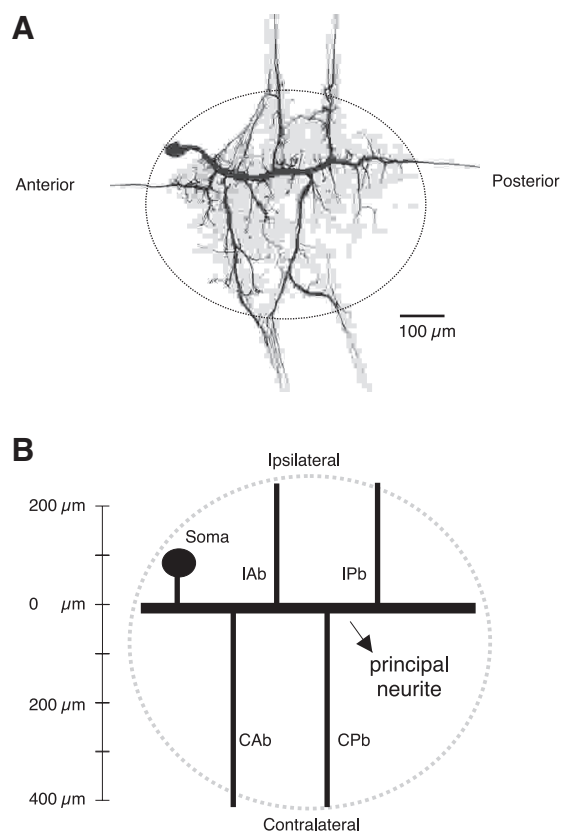 A
Anterior
Posterior
100 µm
B
Ipsilateral
200 µm
Soma
IAb
IPb
0 µm
principal
neurite
200 µm
CAb
CPb
400 µm
Contralateral